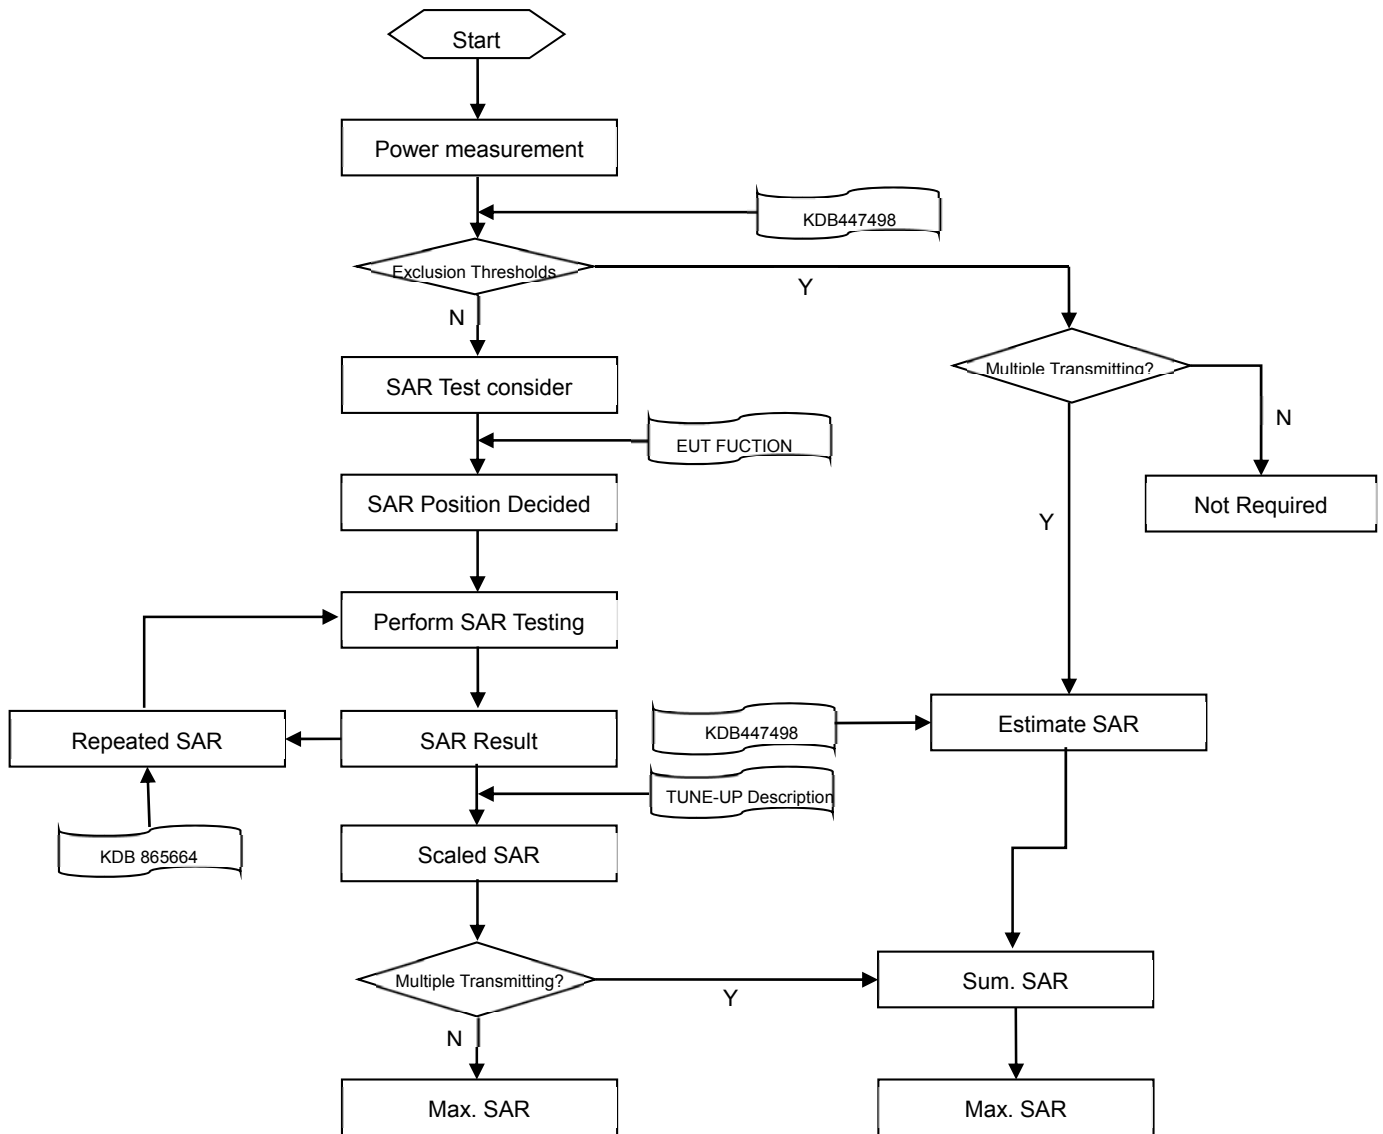 Start
Power measurement
KDB447498
Exclusion Thresholds
Y
N
Multiple Transmitting?
SAR Test consider
N
EUT FUCTION
SAR Position Decided
Not Required
Y
Perform SAR Testing
Repeated SAR
SAR Result
KDB447498
Estimate SAR
TUNE-UP Description
KDB 865664
Scaled SAR
Multiple Transmitting?
Y
Sum. SAR
N
Max. SAR
Max. SAR